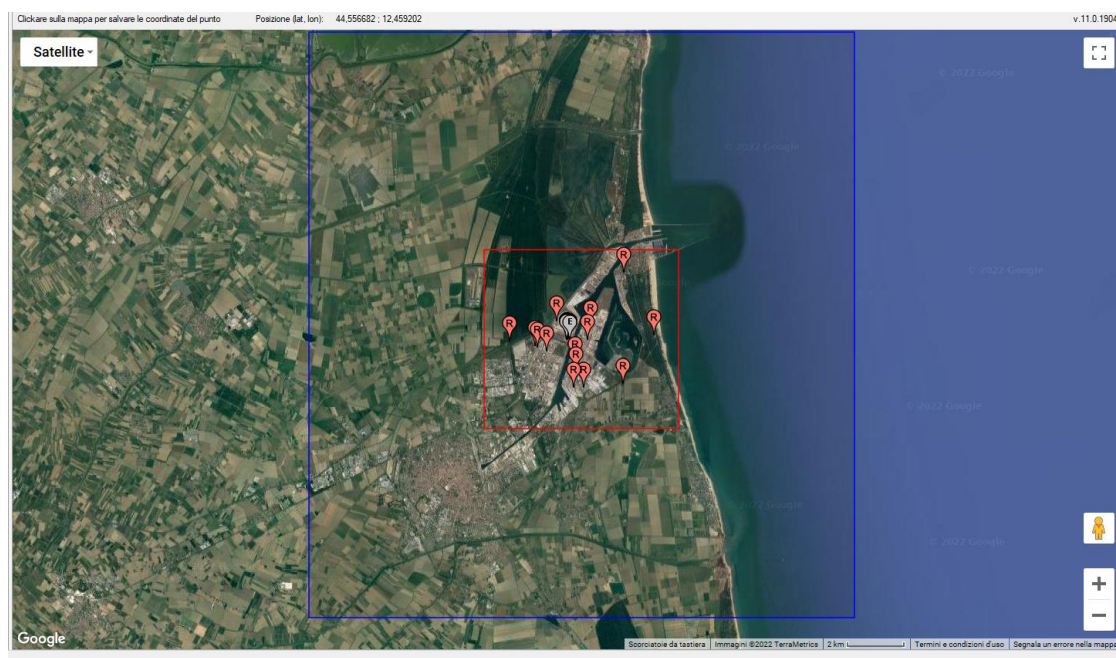 Clickare sulla mappa per salvare le coordinate del punto Posizione (lat, lon): 44,556682 ; 12,459202 v.11.0.1904
Satellite
© 2022 Google
© 2022 Google
© 2022 Google
R
R
R
R
R
E
R
R
R
R
R
R
R
R
R
© 2022 Google
© 2022 Google
© 2022 Google
Google
Scorciatoie da tastiera Immagini ©2022 TerraMetrics 2 km Termini e condizioni d'uso Segnala un errore nella mappa